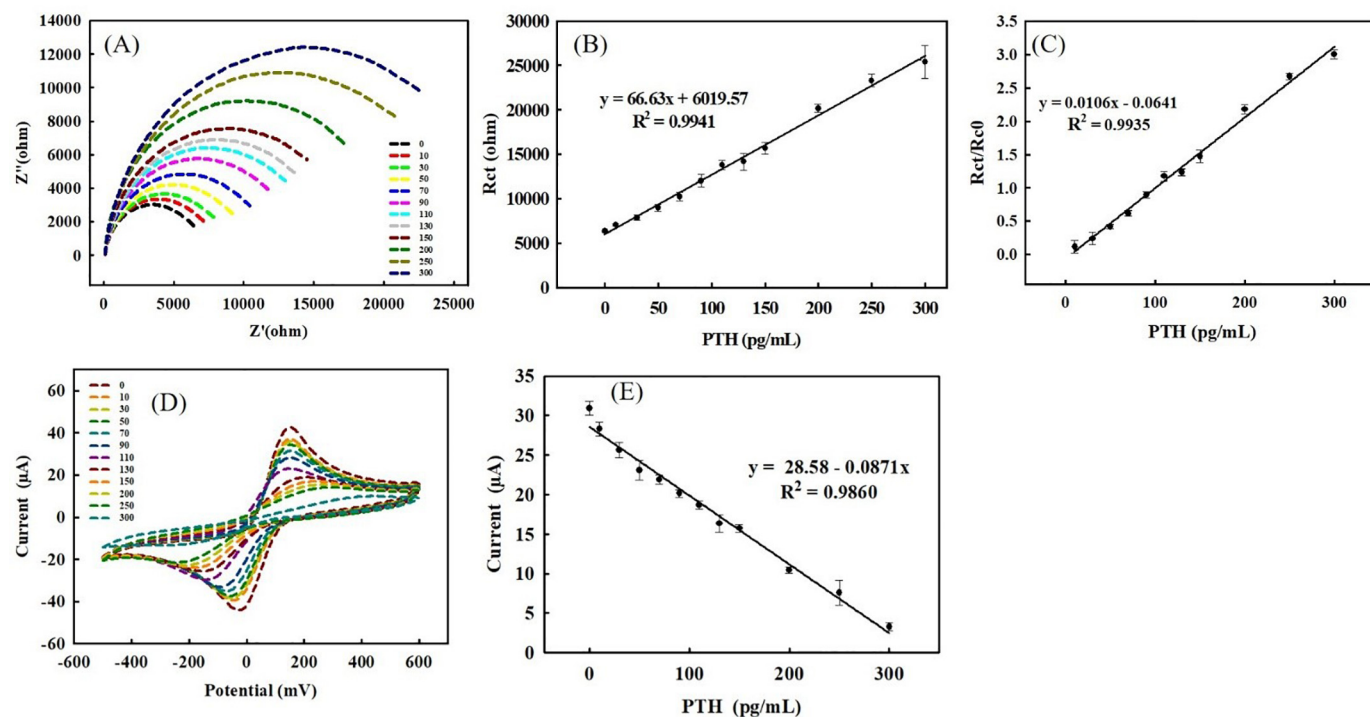 (A)
14000
12000
10000
8000
6000
4000
2000
0
Z''(ohm)
0
10
30
50
70
90
110
130
150
200
250
300
0 5000 10000 15000 20000 25000
Z'(ohm)
(B)
30000
25000
20000
15000
10000
5000
0
Rct (ohm)
y = 66.63x + 6019.57
R² = 0.9941
0 50 100 150 200 250 300
PTH (pg/mL)
(C)
3.5
3.0
2.5
2.0
1.5
1.0
0.5
0.0
Rct/Rc0
y = 0.0106x - 0.0641
R² = 0.9935
0 100 200 300
PTH (pg/mL)
(D)
60
40
20
0
-20
-40
-60
Current (µA)
0
10
30
50
70
90
110
130
150
200
250
300
-600 -400 -200 0 200 400 600
Potential (mV)
(E)
35
30
25
20
15
10
5
0
Current (µA)
y = 28.58 - 0.0871x
R² = 0.9860
0 100 200 300
PTH (pg/mL)